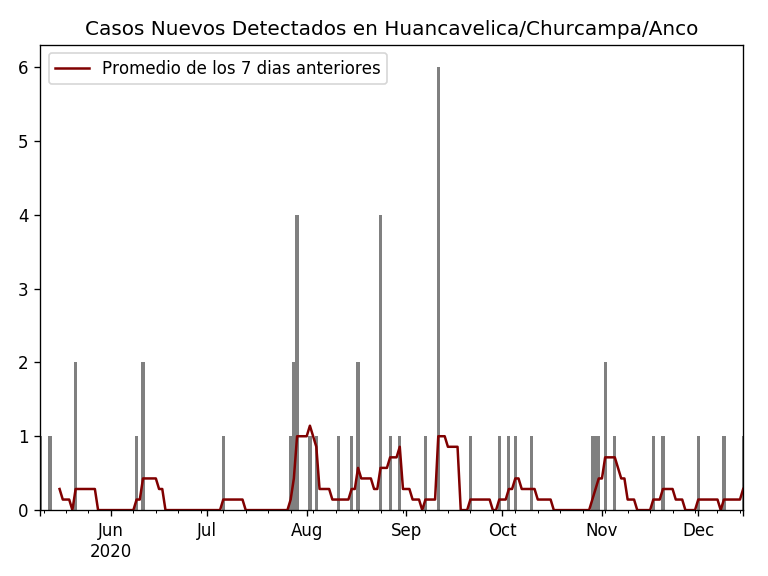 Casos Nuevos Detectados en Huancavelica/Churcampa/Anco
Promedio de los 7 dias anteriores
6
5
4
3
2
1
0
Jun Jul Aug Sep Oct Nov Dec
2020